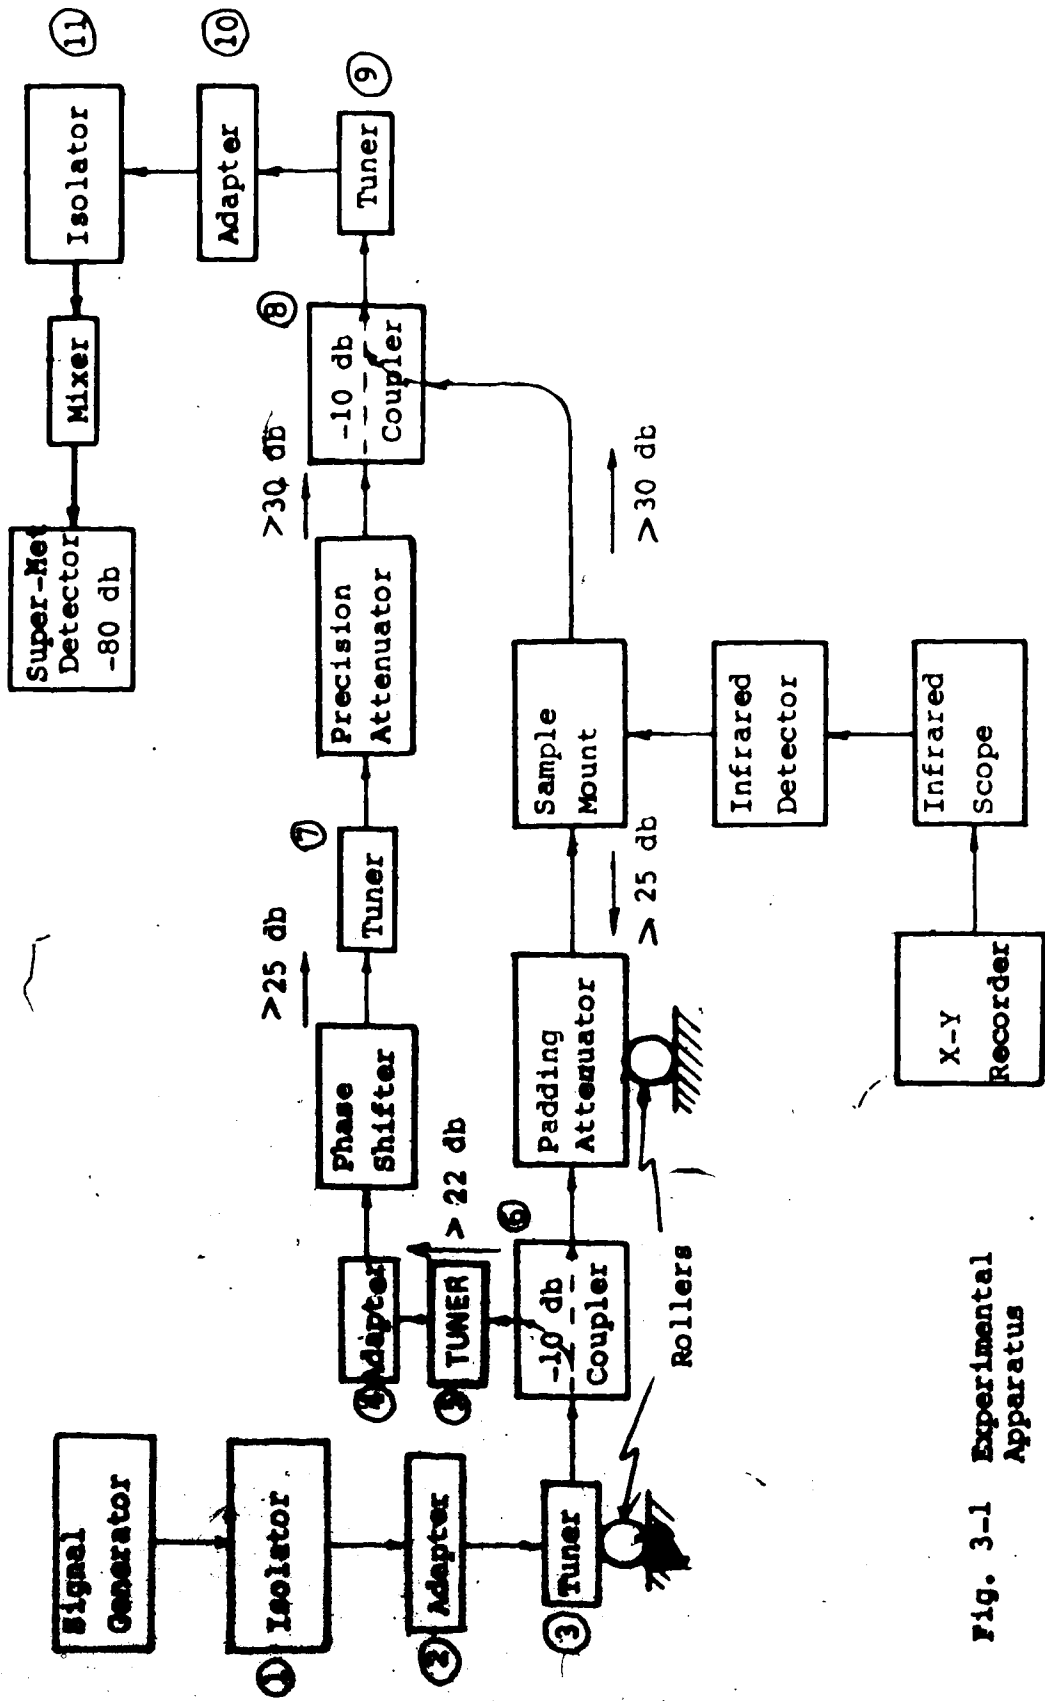 Signal
Generator
1
Isolator
2
Adapter
3
Tuner
4
Adapter
5
TUNER
> 22 db
6
-10 db
Coupler
Rollers
Phase
Shifter
>25 db
7
Tuner
Precision
Attenuator
>30 db
8
-10 db
Coupler
9
Tuner
10
Adapter
11
Isolator
Mixer
Super-Het
Detector
-80 db
Padding
Attenuator
> 25 db
Sample
Mount
>30 db
Infrared
Detector
Infrared
Scope
X-Y
Recorder
Fig. 3-1 Experimental
Apparatus